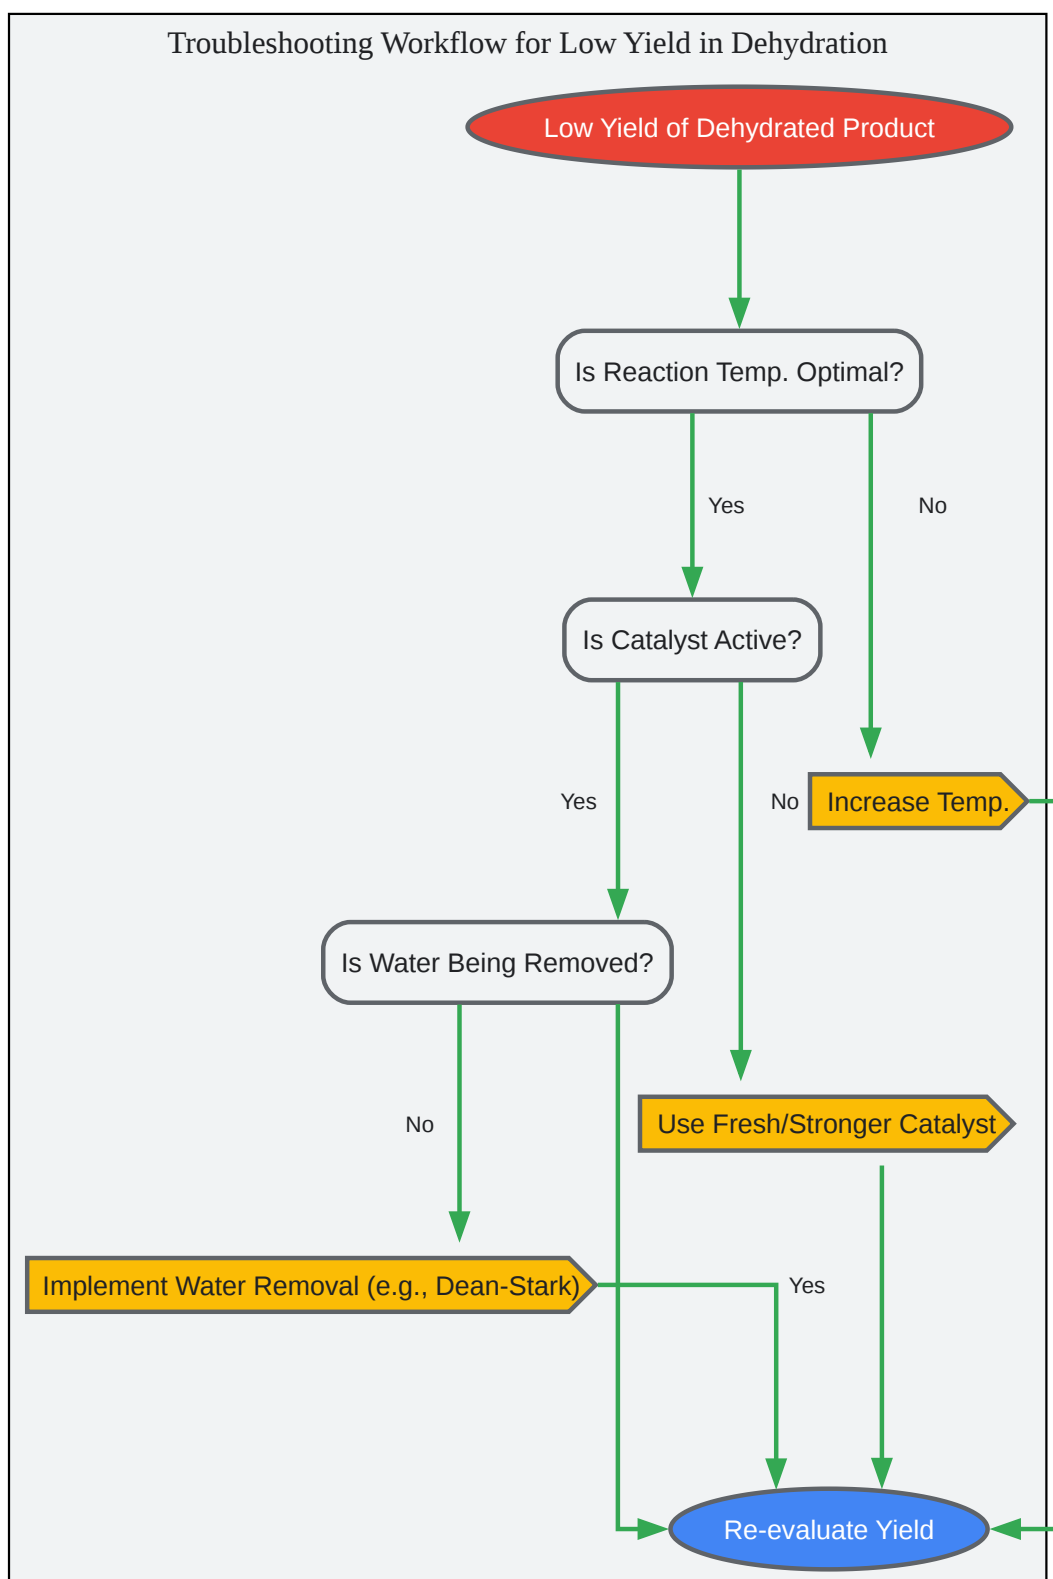 Troubleshooting Workflow for Low Yield in Dehydration
Low Yield of Dehydrated Product
Is Reaction Temp. Optimal?
Yes
No
Is Catalyst Active?
Yes
No
Increase Temp.
Is Water Being Removed?
No
Use Fresh/Stronger Catalyst
Implement Water Removal (e.g., Dean-Stark)
Yes
Re-evaluate Yield